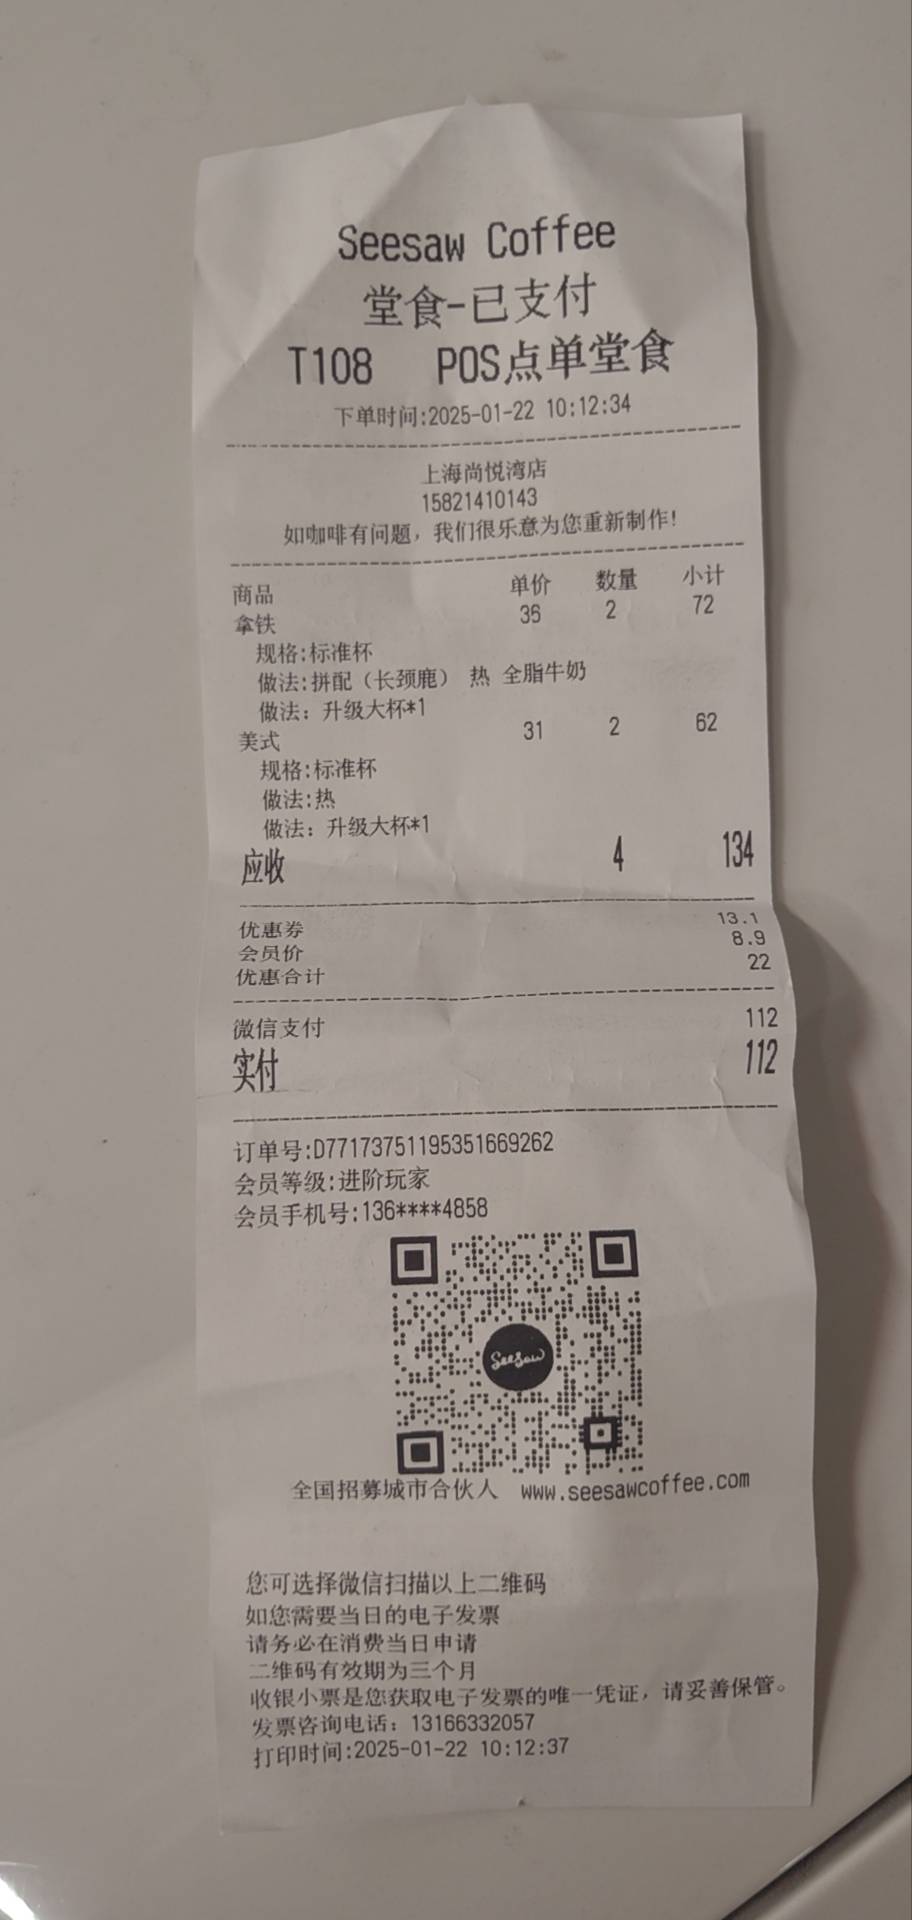 Seesaw Coffee
堂食-已支付
T108 POS点单堂食
下单时间:2025-01-22 10:12:34
上海尚悦湾店
15821410143
如咖啡有问题，我们很乐意为您重新制作!
商品 单价 数量 小计
拿铁 36 2 72
规格:标准杯
做法:拼配（长颈鹿） 热 全脂牛奶
做法：升级大杯*1
美式 31 2 62
规格:标准杯
做法:热
做法：升级大杯*1
应收 4 134
优惠券 13.1
会员价 8.9
优惠合计 22
微信支付 112
实付 112
订单号:D771737511953516692​62
会员等级:进阶玩家
会员手机号:136****4858
Seesaw
全国招募城市合伙人 www.seesawcoffee.com
您可选择微信扫描以上二维码
如您需要当日的电子发票
请务必在消费当日申请
二维码有效期为三个月
收银小票是您获取电子发票的唯一凭证，请妥善保管。
发票咨询电话：13166332057
打印时间:2025-01-22 10:12:37